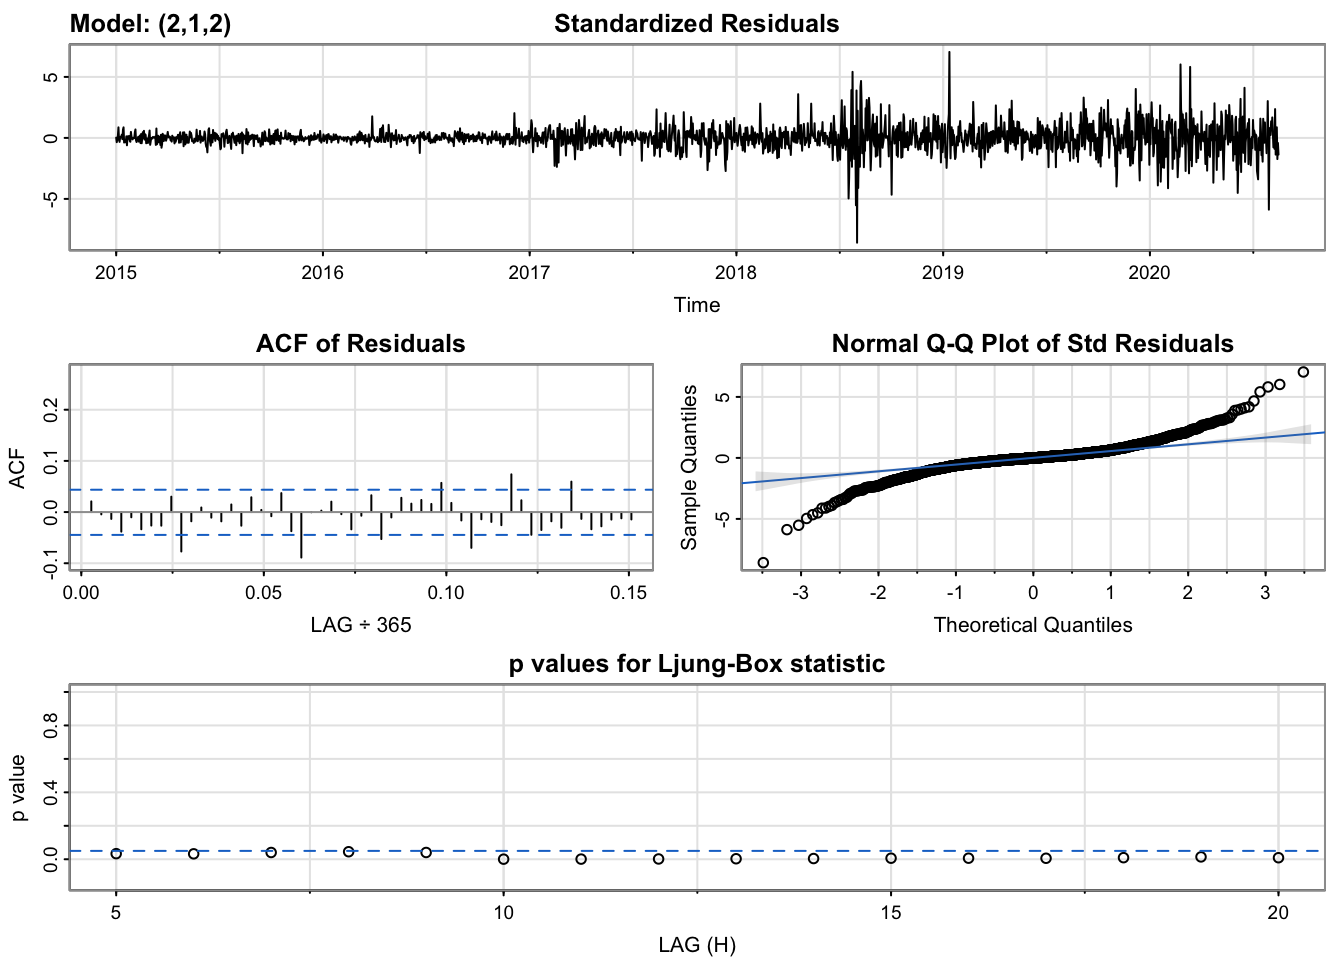 Model: (2,1,2) Standardized Residuals
5
0
-5
2015 2016 2017 2018 2019 2020
Time
ACF of Residuals
ACF
0.2
0.1
0.0
-0.1
0.00 0.05 0.10 0.15
LAG ÷ 365
Normal Q-Q Plot of Std Residuals
Sample Quantiles
5
0
-5
-3 -2 -1 0 1 2 3
Theoretical Quantiles
p values for Ljung-Box statistic
p value
0.8
0.4
0.0
5 10 15 20
LAG (H)